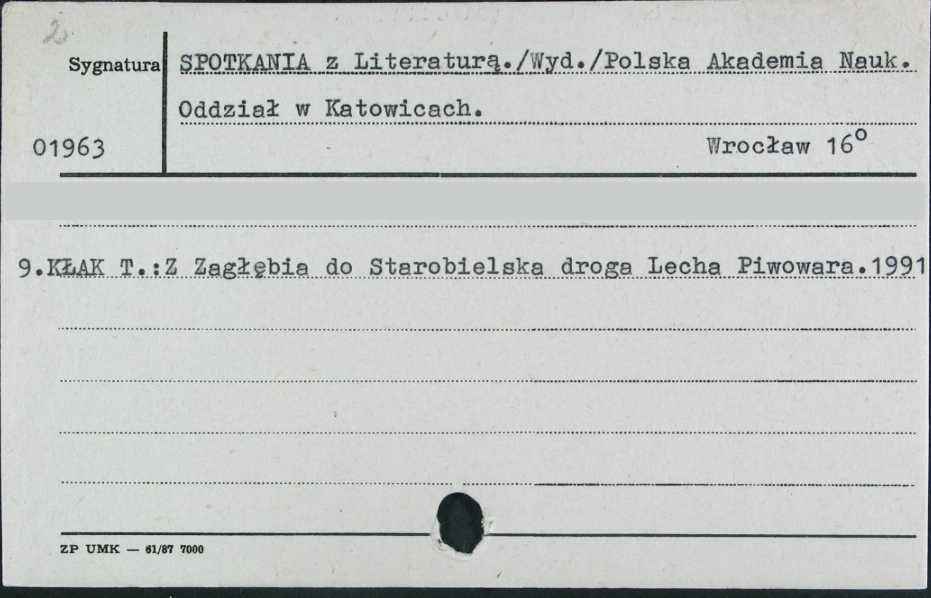 2
Sygnatura
SPOTKANIA z Literaturą./Wyd./Polska Akademia Nauk.
Oddział w Katowicach.
01963
Wrocław 16º
9.KŁAK T.:Z Zagłębia do Starobielska droga Lecha Piwowara.1991
ZP UMK — 61/87 7000